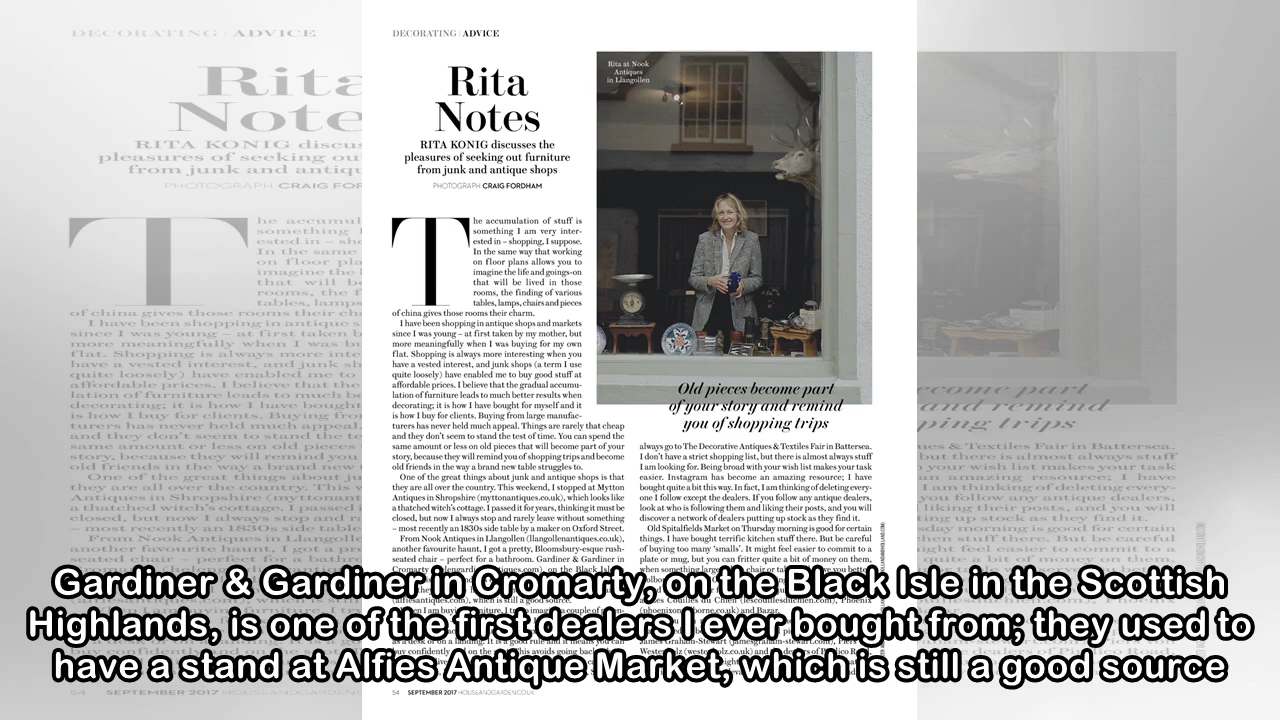 DECORATING | ADVICE
Rita
Notes
RITA KONIG discusses the
pleasures of seeking out furniture
from junk and antique shops
PHOTOGRAPH CRAIG FORDHAM
Rita at Nook
Antiques
in Llangollen
The accumulation of stuff is
something I am very inter-
ested in – shopping, I suppose.
In the same way that working
on floor plans allows you to
imagine the life and goings-on
that will be lived in those
rooms, the finding of various
tables, lamps, chairs and pieces
of china gives those rooms their charm.
I have been shopping in antique shops and markets
since I was young – at first taken by my mother, but
more meaningfully when I was buying for my own
flat. Shopping is always more interesting when you
have a vested interest, and junk shops (a term I use
quite loosely) have enabled me to buy good stuff at
affordable prices. I believe that the gradual accumu-
lation of furniture leads to much better results when
decorating; it is how I have bought for myself and it
is how I buy for clients. Buying from large manufac-
turers has never held much appeal. Things are rarely that cheap
and they don't seem to stand the test of time. You can spend the
same amount or less on old pieces that will become part of your
story, because they will remind you of shopping trips and become
old friends in the way a brand new table struggles to.
One of the great things about junk and antique shops is that
they are all over the country. This weekend, I stopped at Mytton
Antiques in Shropshire (myttonantiques.co.uk), which looks like
a thatched witch's cottage. I passed it for years, thinking it must be
closed, but now I always stop and rarely leave without something
– most recently an 1830s side table by a maker on Oxford Street.
From Nook Antiques in Llangollen (llangollenantiques.co.uk),
another favourite haunt, I got a pretty, Bloomsbury-esque rush-
seated chair – perfect for a bathroom. Gardiner & Gardiner in
Old pieces become part
of your story and remind
you of shopping trips
always go to The Decorative Antiques & Textiles Fair in Battersea.
I don't have a strict shopping list, but there is almost always stuff
I am looking for. Being broad with your wish list makes your task
easier. Instagram has become an amazing resource; I have
bought quite a bit this way. In fact, I am thinking of deleting every-
one I follow except the dealers. If you follow any antique dealers,
look at who is following them and liking their posts, and you will
discover a network of dealers putting up stock as they find it.
Old Spitalfields Market on Thursday morning is good for certain
things. I have bought terrific kitchen stuff there. But be careful
of buying too many 'smalls'. It might feel easier to commit to a
plate or mug, but you can fritter quite a bit of money on them,
Gardiner & Gardiner in Cromarty, on the Black Isle in the Scottish
Highlands, is one of the first dealers I ever bought from; they used to
have a stand at Alfies Antique Market, which is still a good source
54 SEPTEMBER 2017 HOUSEANDGARDEN.CO.UK